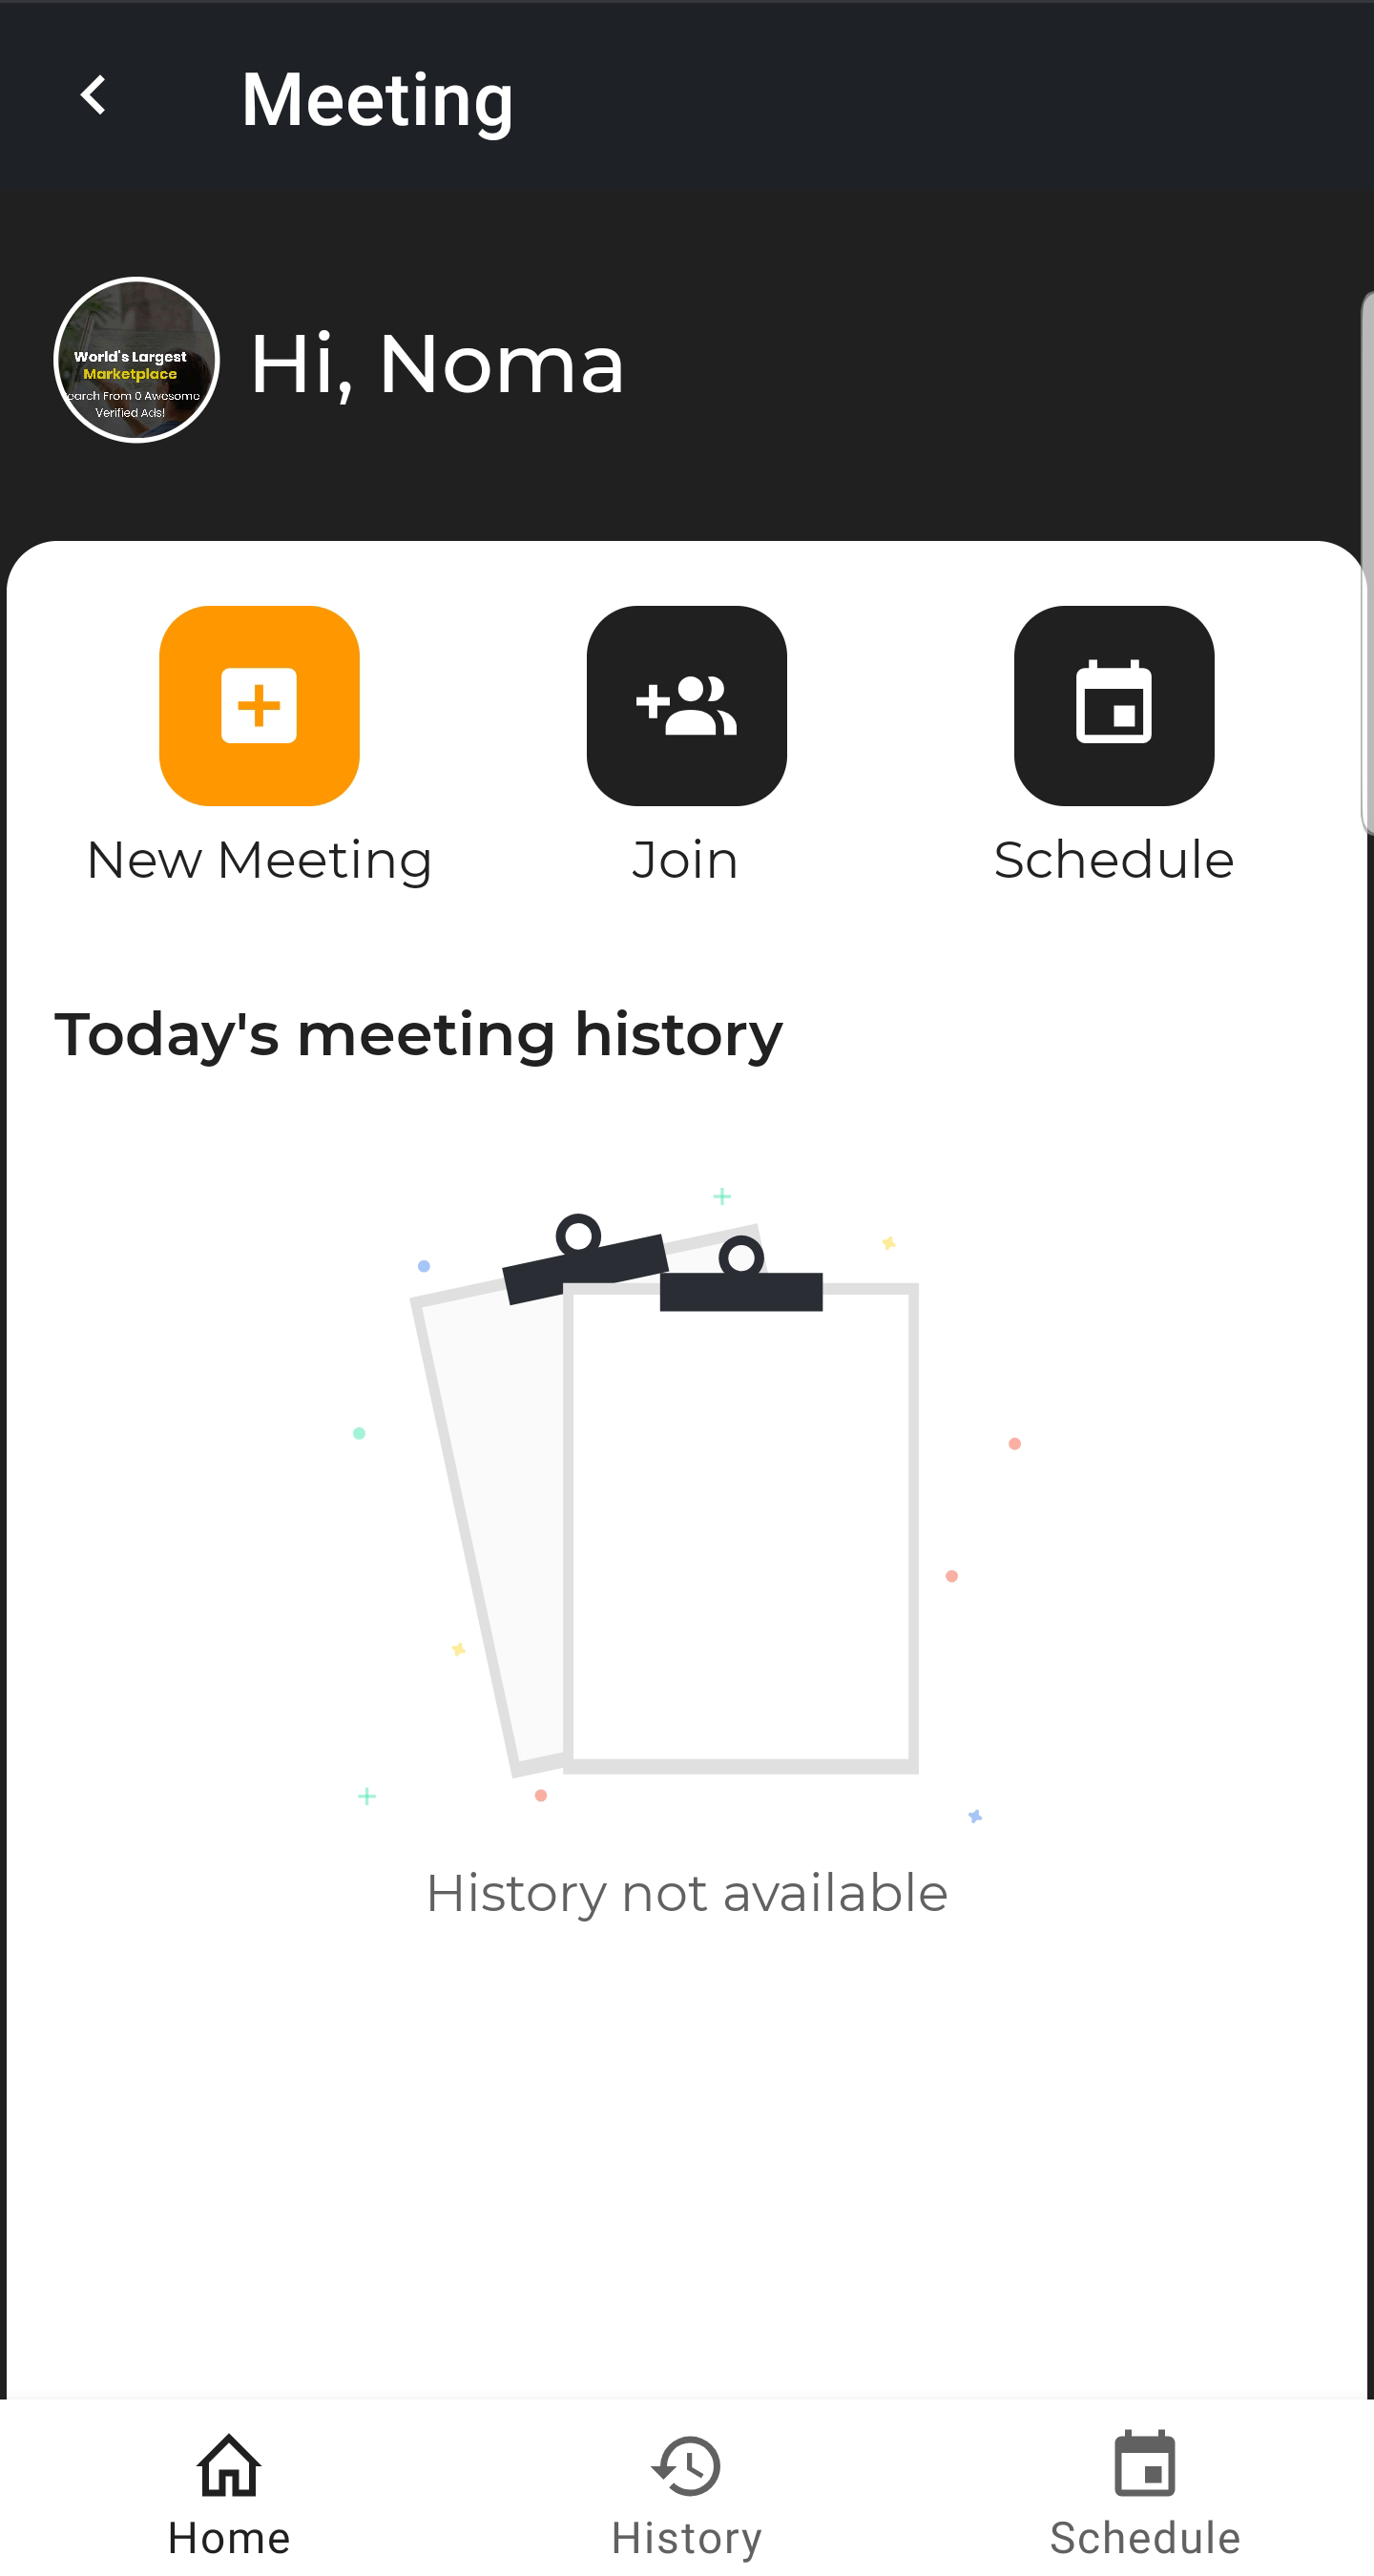 Meeting
World's Largest
Marketplace
earch From 0 Awesome
Verified Ads!
Hi, Noma
New Meeting
Join
Schedule
Today's meeting history
History not available
Home
History
Schedule